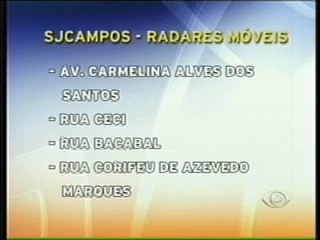 SJCAMPOS - RADARES MÓVEIS
- AV. CARMELINA ALVES DOS
SANTOS
- RUA CECI
- RUA BACABAL
- RUA CORIFEU DE AZEVEDO
MARQUES